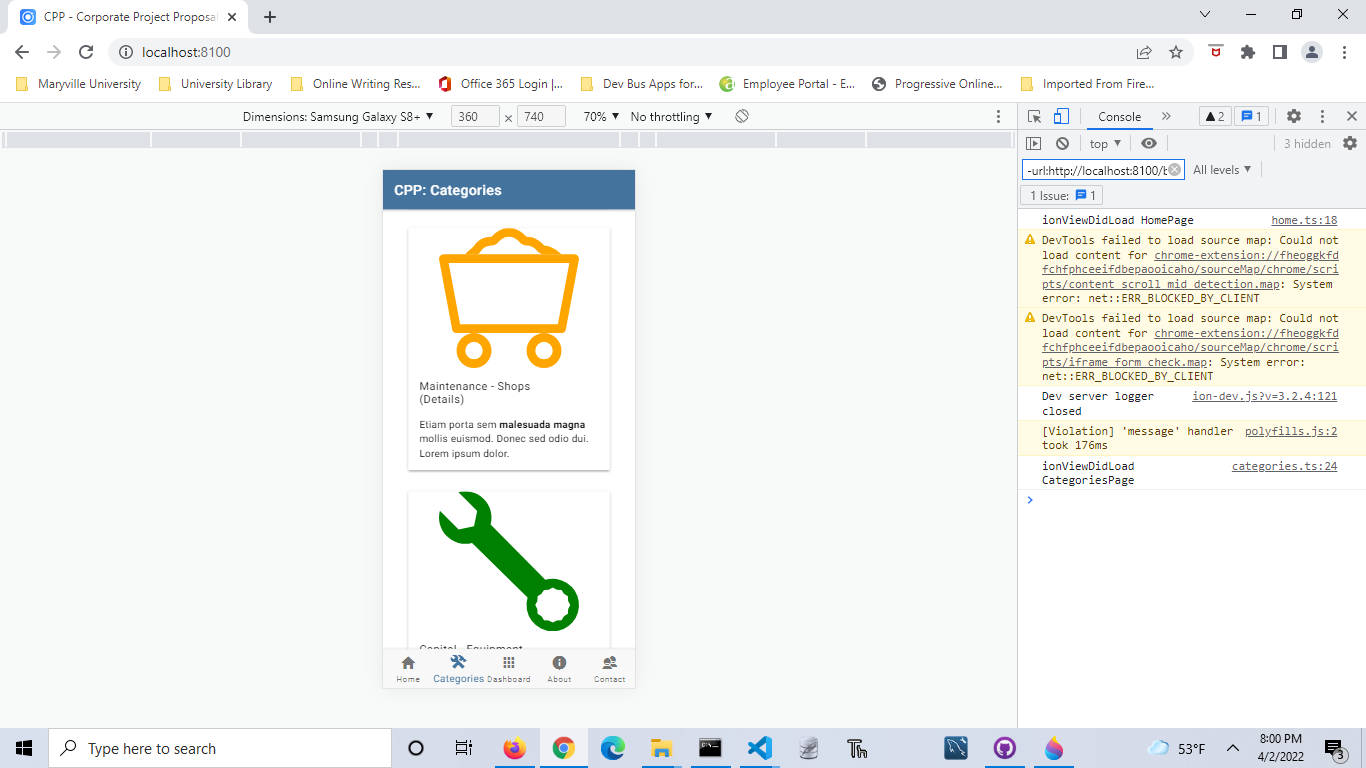 CPP - Corporate Project Proposal
localhost:8100
Maryville University
University Library
Online Writing Res...
Office 365 Login |...
Dev Bus Apps for...
Employee Portal - E...
Progressive Online...
Imported From Fire...
Dimensions: Samsung Galaxy S8+ ▼
360 × 740
70% ▼
No throttling ▼
Console
2
1
top ▼
3 hidden
-url:http://localhost:8100/b
All levels ▼
1 Issue: 1
ionViewDidLoad HomePage home.ts:18
DevTools failed to load source map: Could not
load content for chrome-extension://fheoggkfd
fchfphceeifdbepaooicaho/sourceMap/chrome/scri
pts/content_scroll_mid_detection.map: System
error: net::ERR_BLOCKED_BY_CLIENT
DevTools failed to load source map: Could not
load content for chrome-extension://fheoggkfd
fchfphceeifdbepaooicaho/sourceMap/chrome/scri
pts/iframe_form_check.map: System error:
net::ERR_BLOCKED_BY_CLIENT
Dev server logger ion-dev.js?v=3.2.4:121
closed
[Violation] 'message' handler polyfills.js:2
took 176ms
ionViewDidLoad categories.ts:24
CategoriesPage
CPP: Categories
Maintenance - Shops
(Details)
Etiam porta sem malesuada magna
mollis euismod. Donec sed odio dui.
Lorem ipsum dolor.
Capital - Equipment
Home
Categories
Dashboard
About
Contact
Type here to search
53°F
8:00 PM
4/2/2022
3